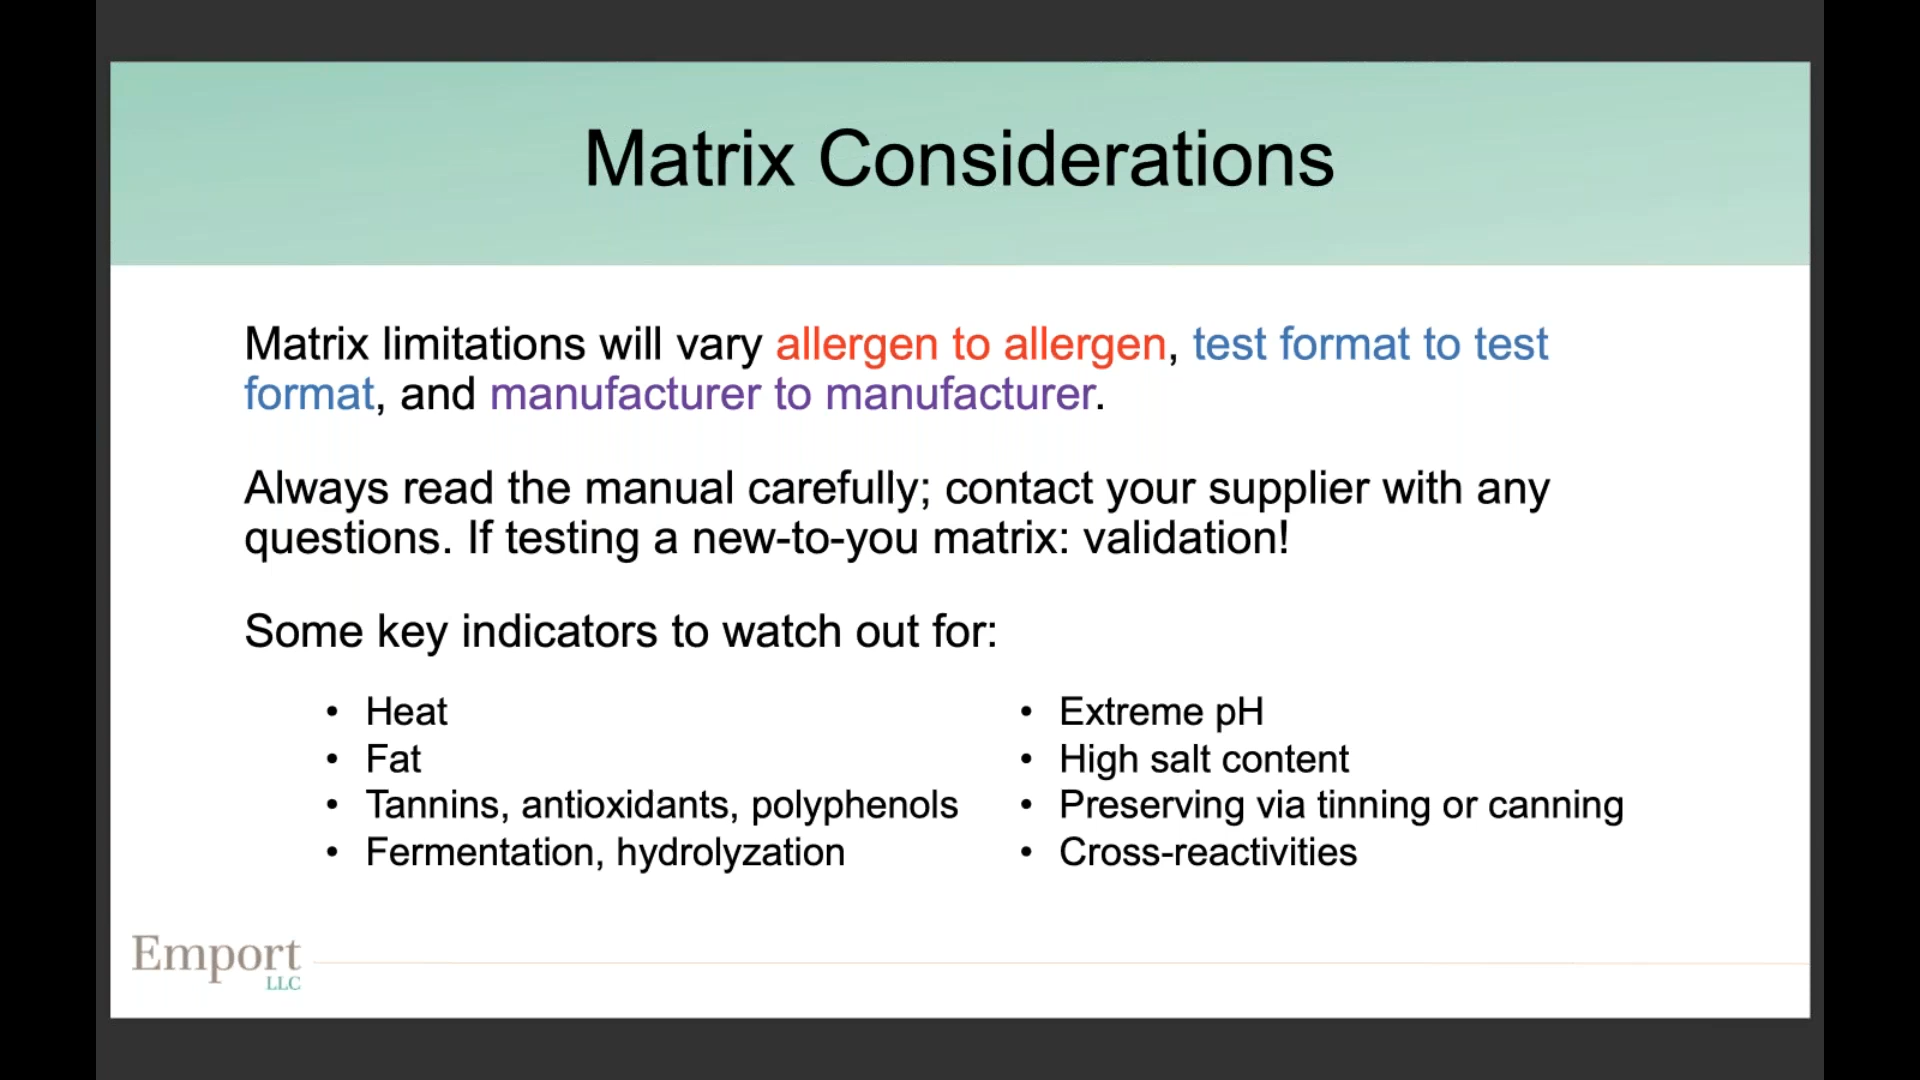 Matrix Considerations
Matrix limitations will vary allergen to allergen, test format to test
format, and manufacturer to manufacturer.
Always read the manual carefully; contact your supplier with any
questions. If testing a new-to-you matrix: validation!
Some key indicators to watch out for:
• Heat
• Fat
• Tannins, antioxidants, polyphenols
• Fermentation, hydrolyzation
• Extreme pH
• High salt content
• Preserving via tinning or canning
• Cross-reactivities
Emport
LLC